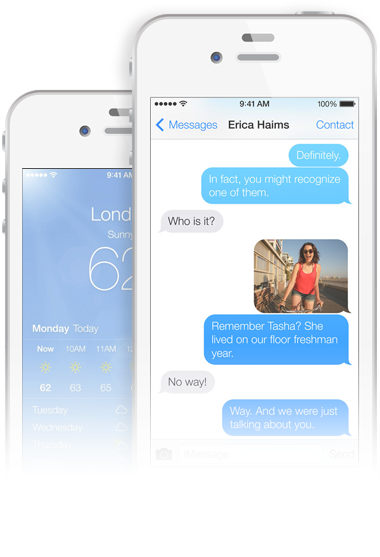 9:41 AM
100%
Messages
Erica Haims
Contact
Definitely.
In fact, you might recognize
one of them.
Who is it?
Remember Tasha? She
lived on our floor freshman
year.
No way!
Way. And we were just
talking about you.
Message
Send
9:41 AM
Lond
Sunny
62
Monday Today
Now 10AM 11AM 12
62 63 65 6
Tuesday
Wednesday
Thursday